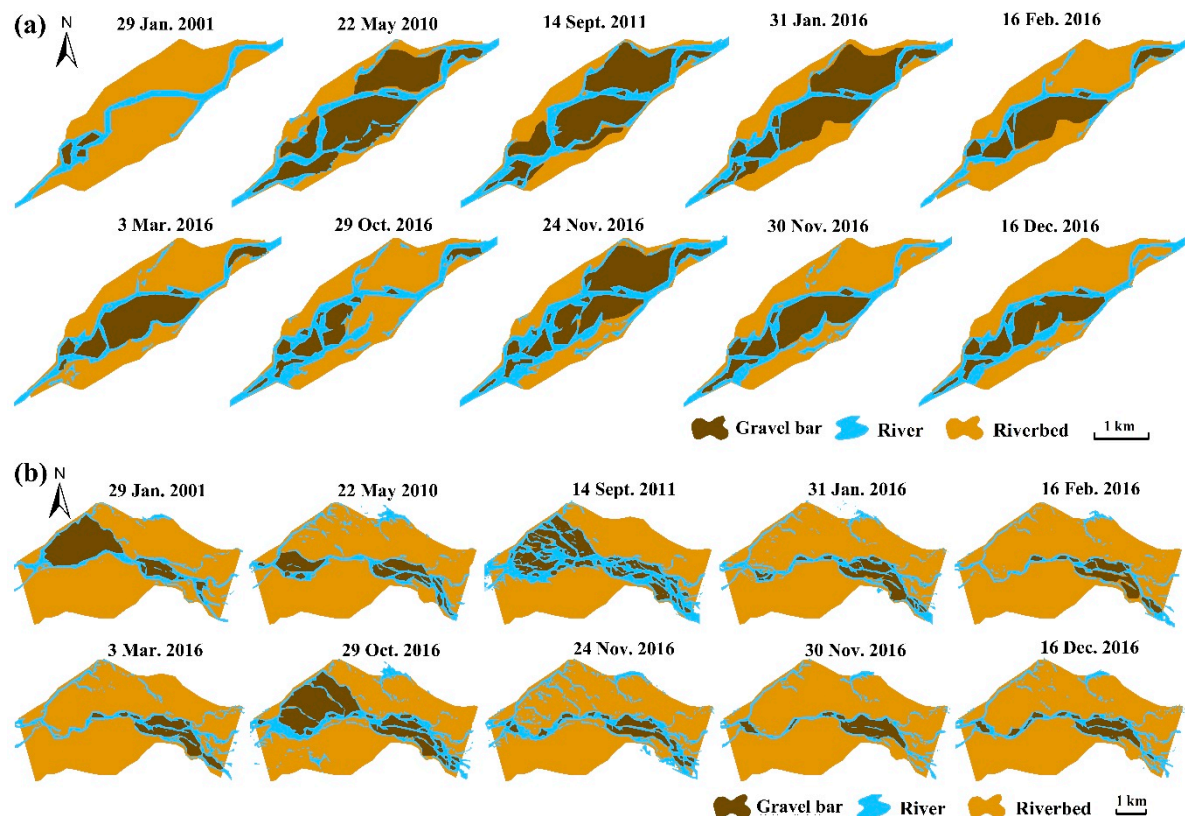 (a)
N
29 Jan. 2001 22 May 2010 14 Sept. 2011 31 Jan. 2016 16 Feb. 2016
3 Mar. 2016 29 Oct. 2016 24 Nov. 2016 30 Nov. 2016 16 Dec. 2016
Gravel bar River Riverbed 1 km
(b)
N
29 Jan. 2001 22 May 2010 14 Sept. 2011 31 Jan. 2016 16 Feb. 2016
3 Mar. 2016 29 Oct. 2016 24 Nov. 2016 30 Nov. 2016 16 Dec. 2016
Gravel bar River Riverbed 1 km